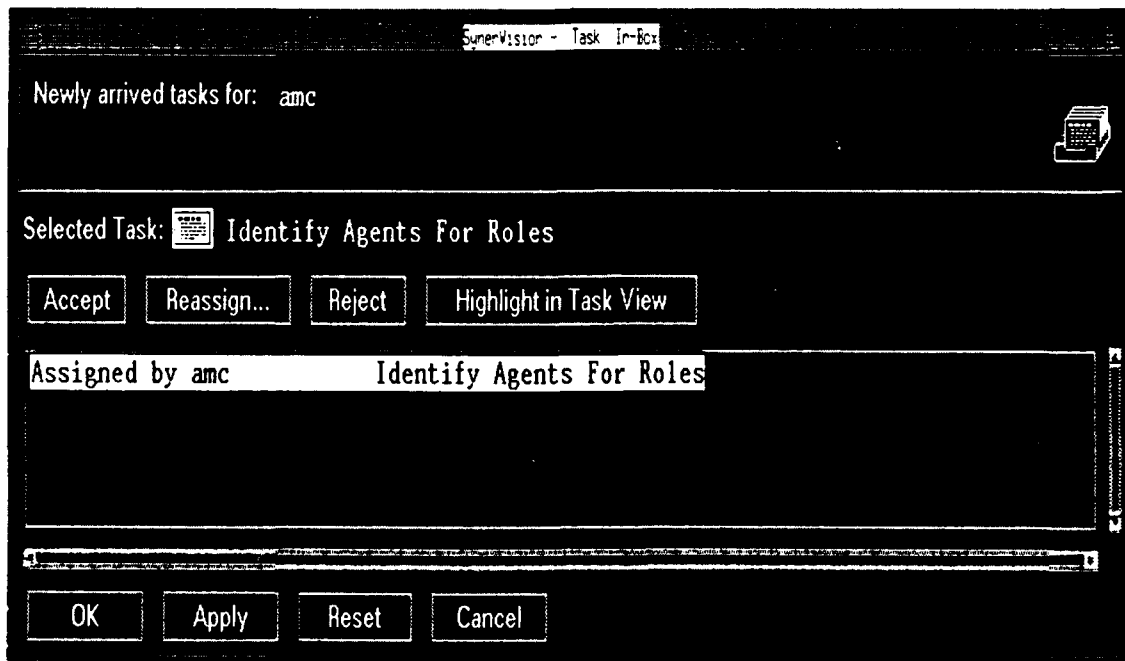 SynerVision - Task In-Box
Newly arrived tasks for: amc
Selected Task: Identify Agents For Roles
Accept Reassign... Reject Highlight in Task View
Assigned by amc Identify Agents For Roles
OK Apply Reset Cancel